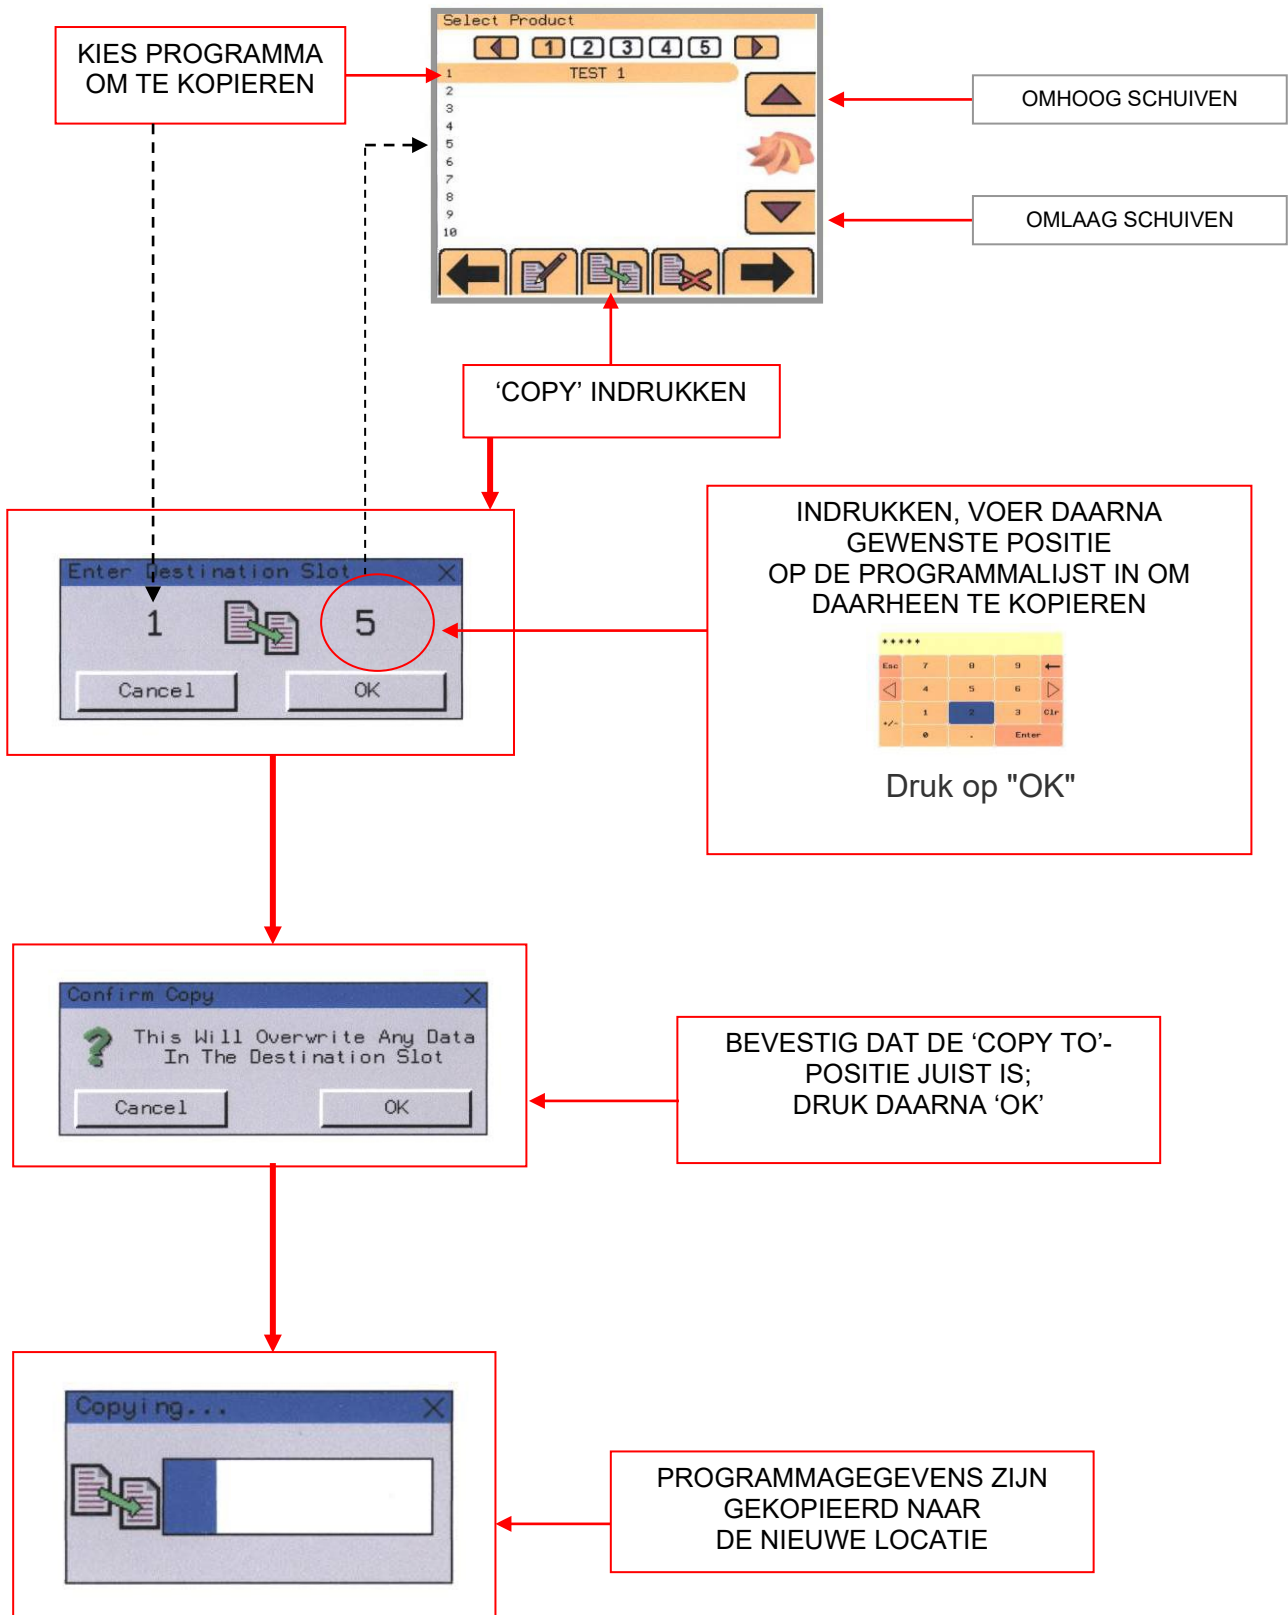 Select Product
1 2 3 4 5
KIES PROGRAMMA
OM TE KOPIEREN
1 TEST 1
2
3
4
5
6
7
8
9
10
OMHOOG SCHUIVEN
OMLAAG SCHUIVEN
‘COPY’ INDRUKKEN
Enter Destination Slot X
1 5
Cancel OK
INDRUKKEN, VOER DAARNA
GEWENSTE POSITIE
OP DE PROGRAMMALIJST IN OM
DAARHEEN TE KOPIEREN
*****
Esc 7 8 9 ←
4 5 6
+/- 1 2 3 Clr
0 . Enter
Druk op "OK"
Confirm Copy X
? This Will Overwrite Any Data
In The Destination Slot
Cancel OK
BEVESTIG DAT DE ‘COPY TO’-
POSITIE JUIST IS;
DRUK DAARNA ‘OK’
Copying... X
PROGRAMMAGEGEVENS ZIJN
GEKOPIEERD NAAR
DE NIEUWE LOCATIE